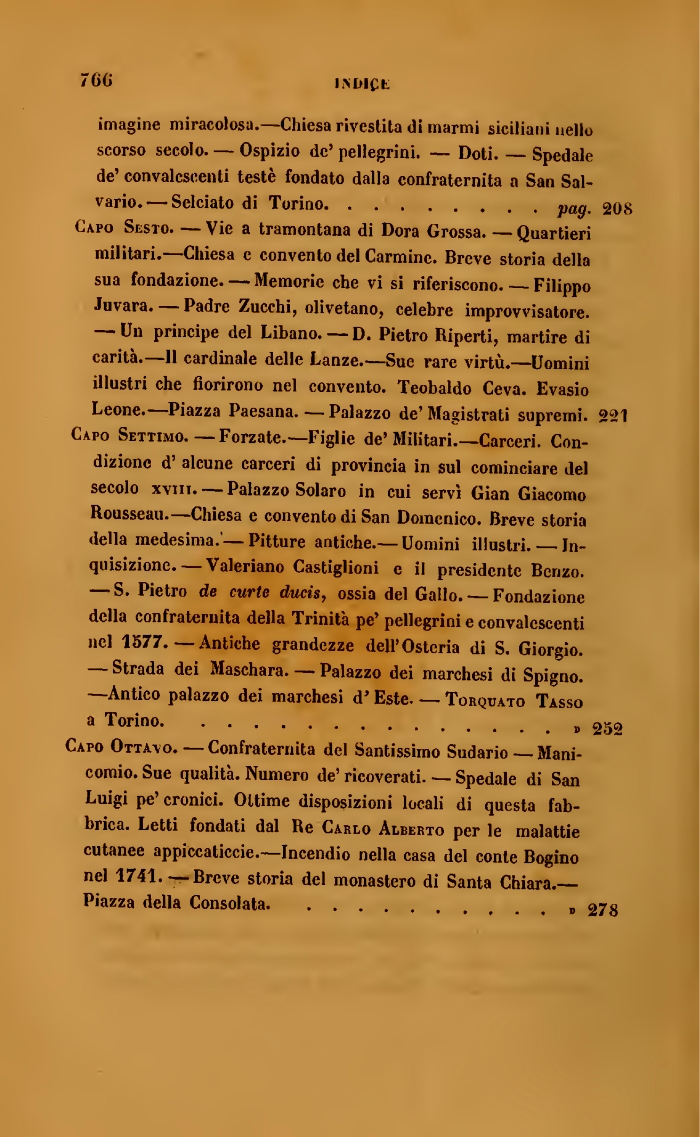 766 INDICE
imagine miracolosa.—Chiesa rivestita di marmi siciliani nello
scorso secolo. — Ospizio de' pellegrini. — Doti. — Spedale
de' convalescenti testè fondato dalla confraternita a San Sal-
vario. — Selciato di Torino. . . . . . . . . pag. 208
CAPO SESTO. — Vie a tramontana di Dora Grossa. — Quartieri
militari.—Chiesa e convento del Carmine. Breve storia della
sua fondazione. — Memorie che vi si riferiscono. — Filippo
Juvara. — Padre Zucchi, olivetano, celebre improvvisatore.
— Un principe del Libano. — D. Pietro Riperti, martire di
carità.—Il cardinale delle Lanze.—Sue rare virtù.—Uomini
illustri che fiorirono nel convento. Teobaldo Ceva. Evasio
Leone.—Piazza Paesana. — Palazzo de' Magistrati supremi. 221
CAPO SETTIMO. — Forzate.—Figlie de' Militari.—Carceri. Con-
dizione d' alcune carceri di provincia in sul cominciare del
secolo XVIII. — Palazzo Solaro in cui servì Gian Giacomo
Rousseau.—Chiesa e convento di San Domenico. Breve storia
della medesima. — Pitture antiche.— Uomini illustri. — In-
quisizione. — Valeriano Castiglioni e il presidente Benzo.
— S. Pietro de curte ducis, ossia del Gallo. — Fondazione
della confraternita della Trinità pe' pellegrini e convalescenti
nel 1577. — Antiche grandezze dell'Osteria di S. Giorgio.
— Strada dei Maschara. — Palazzo dei marchesi di Spigno.
—Antico palazzo dei marchesi d' Este. — TORQUATO TASSO
a Torino. . . . . . . . . . . . . . . » 252
CAPO OTTAVO. — Confraternita del Santissimo Sudario — Mani-
comio. Sue qualità. Numero de' ricoverati. — Spedale di San
Luigi pe' cronici. Ottime disposizioni locali di questa fab-
brica. Letti fondati dal Re CARLO ALBERTO per le malattie
cutanee appiccaticcie.—Incendio nella casa del conte Bogino
nel 1741. — Breve storia del monastero di Santa Chiara.—
Piazza della Consolata. . . . . . . . . . . » 278